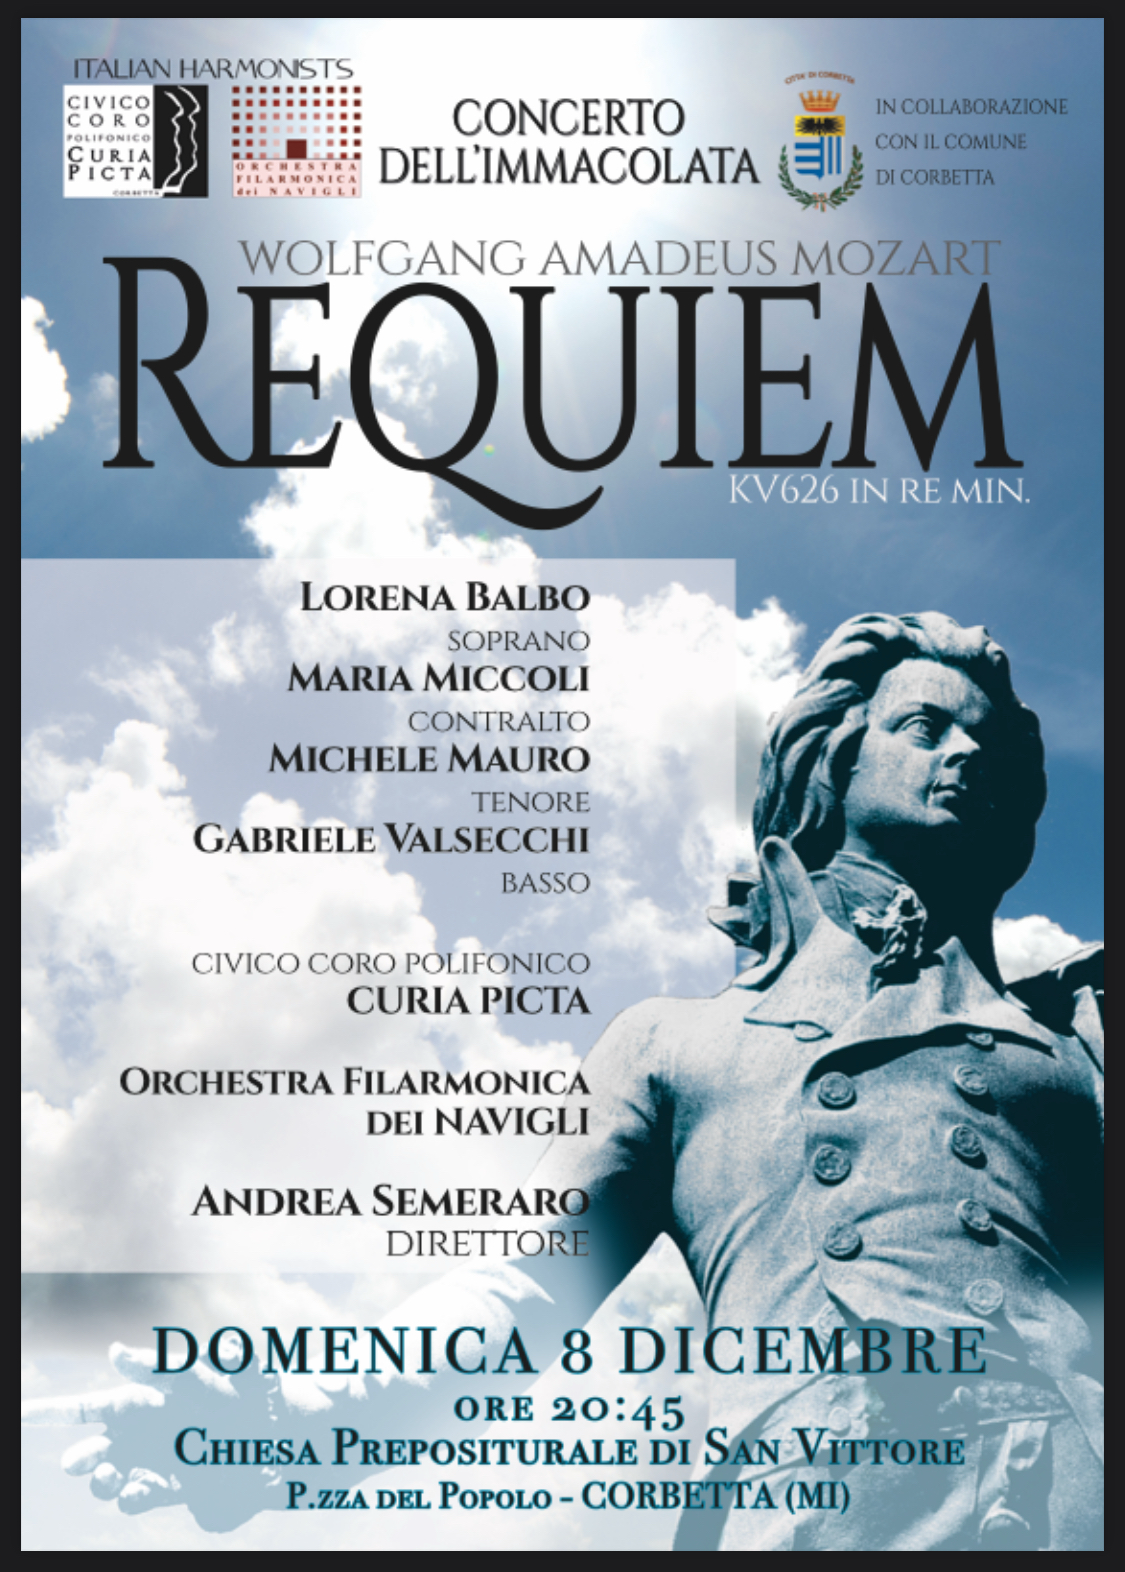 ITALIAN HARMONISTS
CIVICO
CORO
POLIFONICO
CURIA
PICTA
CORBETTA
ORCHESTRA
FILARMONICA
dei NAVIGLI
CONCERTO
DELL'IMMACOLATA
CITTA' DI CORBETTA
IN COLLABORAZIONE
CON IL COMUNE
DI CORBETTA
WOLFGANG AMADEUS MOZART
REQUIEM
KV626 IN RE MIN.
LORENA BALBO
SOPRANO
MARIA MICCOLI
CONTRALTO
MICHELE MAURO
TENORE
GABRIELE VALSECCHI
BASSO
CIVICO CORO POLIFONICO
CURIA PICTA
ORCHESTRA FILARMONICA
DEI NAVIGLI
ANDREA SEMERARO
DIRETTORE
DOMENICA 8 DICEMBRE
ORE 20:45
CHIESA PREPOSITURALE DI SAN VITTORE
P.ZZA DEL POPOLO - CORBETTA (MI)